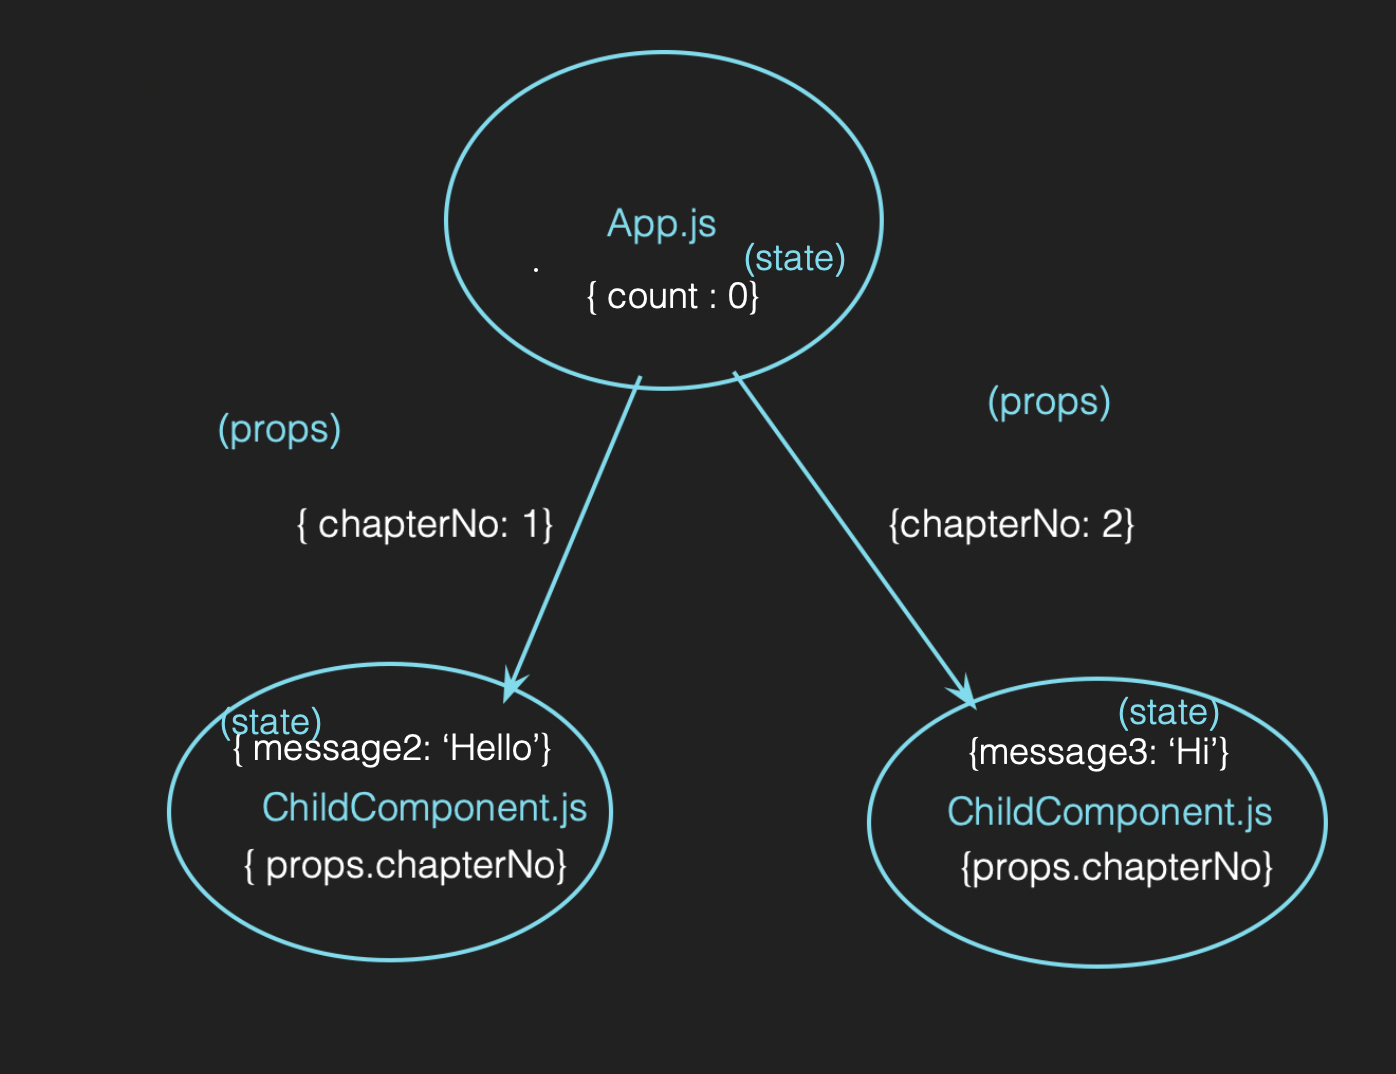 App.js
(state)
{ count : 0}
(props)
(props)
{ chapterNo: 1}
{chapterNo: 2}
(state)
{ message2: ‘Hello’}
ChildComponent.js
{ props.chapterNo}
(state)
{message3: ‘Hi’}
ChildComponent.js
{props.chapterNo}